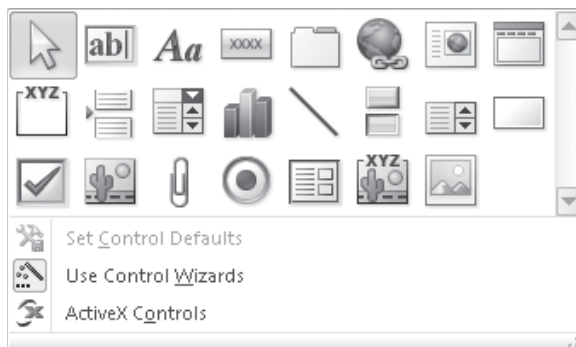 ab
Aa
XXXX
XYZ
XYZ
Set Control Defaults
Use Control Wizards
ActiveX Controls